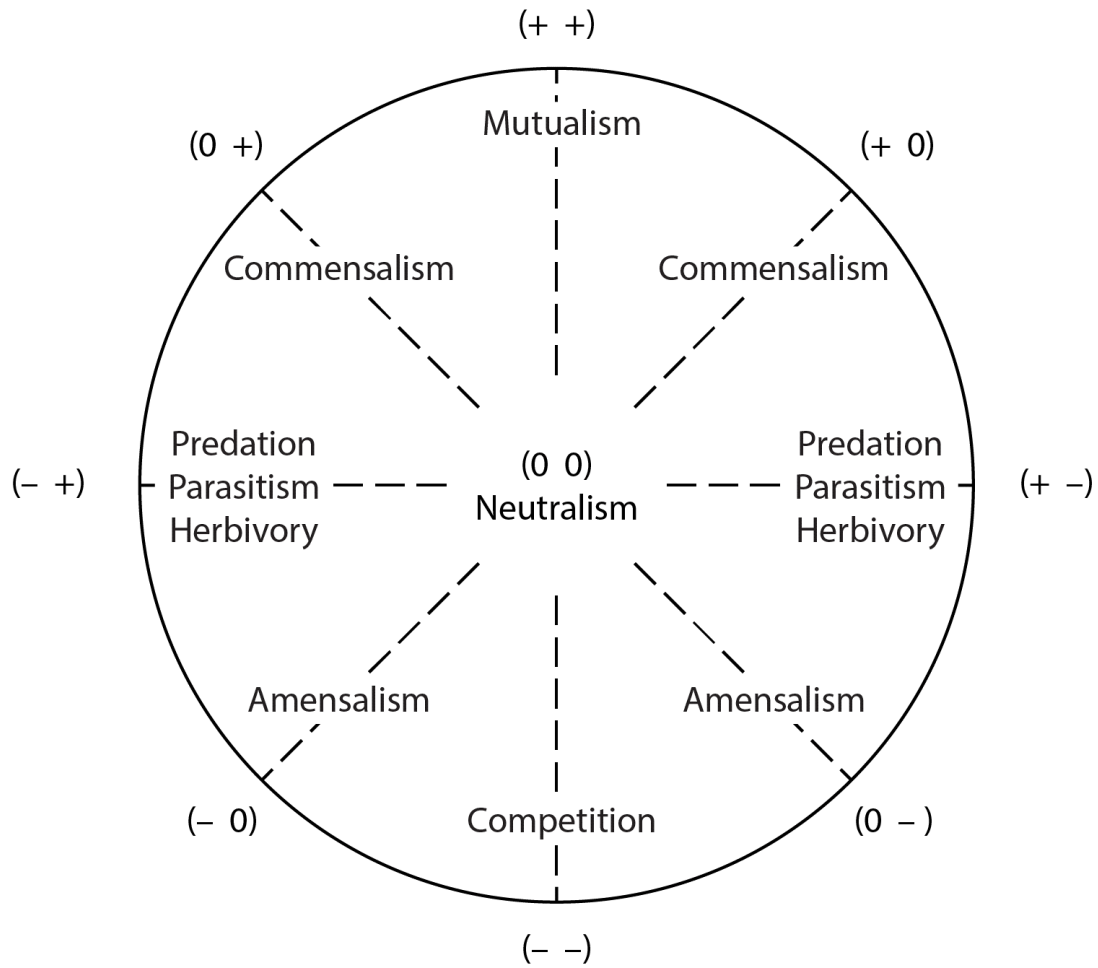 (+ +)
Mutualism
(0 +)
(+ 0)
Commensalism
Commensalism
Predation
Parasitism
Herbivory
(– +)
(0 0)
Neutralism
Predation
Parasitism
Herbivory
(+ –)
Amensalism
Amensalism
(– 0)
Competition
(0 – )
(– –)